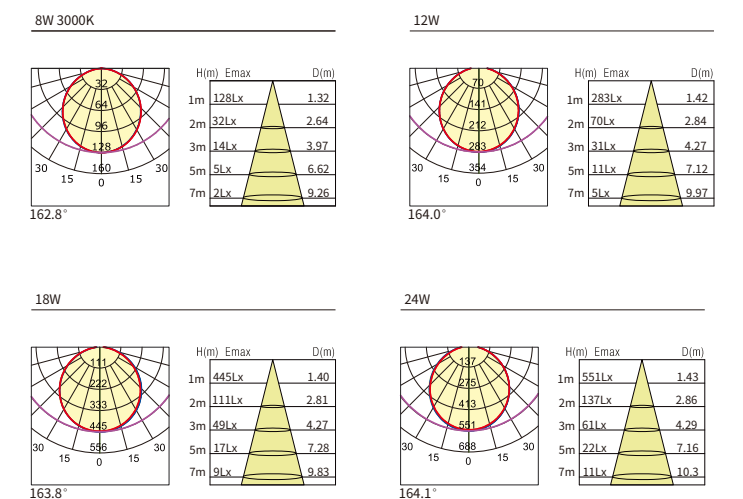 8W 3000K
32
64
96
128
160
30 15 0 15 30
162.8°
H(m) Emax D(m)
1m 128Lx 1.32
2m 32Lx 2.64
3m 14Lx 3.97
5m 5Lx 6.62
7m 2Lx 9.26
12W
70
141
212
283
354
30 15 0 15 30
164.0°
H(m) Emax D(m)
1m 283Lx 1.42
2m 70Lx 2.84
3m 31Lx 4.27
5m 11Lx 7.12
7m 5Lx 9.97
18W
111
222
333
445
556
30 15 0 15 30
163.8°
H(m) Emax D(m)
1m 445Lx 1.40
2m 111Lx 2.81
3m 49Lx 4.27
5m 17Lx 7.28
7m 9Lx 9.83
24W
137
275
413
551
688
30 15 0 15 30
164.1°
H(m) Emax D(m)
1m 551Lx 1.43
2m 137Lx 2.86
3m 61Lx 4.29
5m 22Lx 7.16
7m 11Lx 10.3